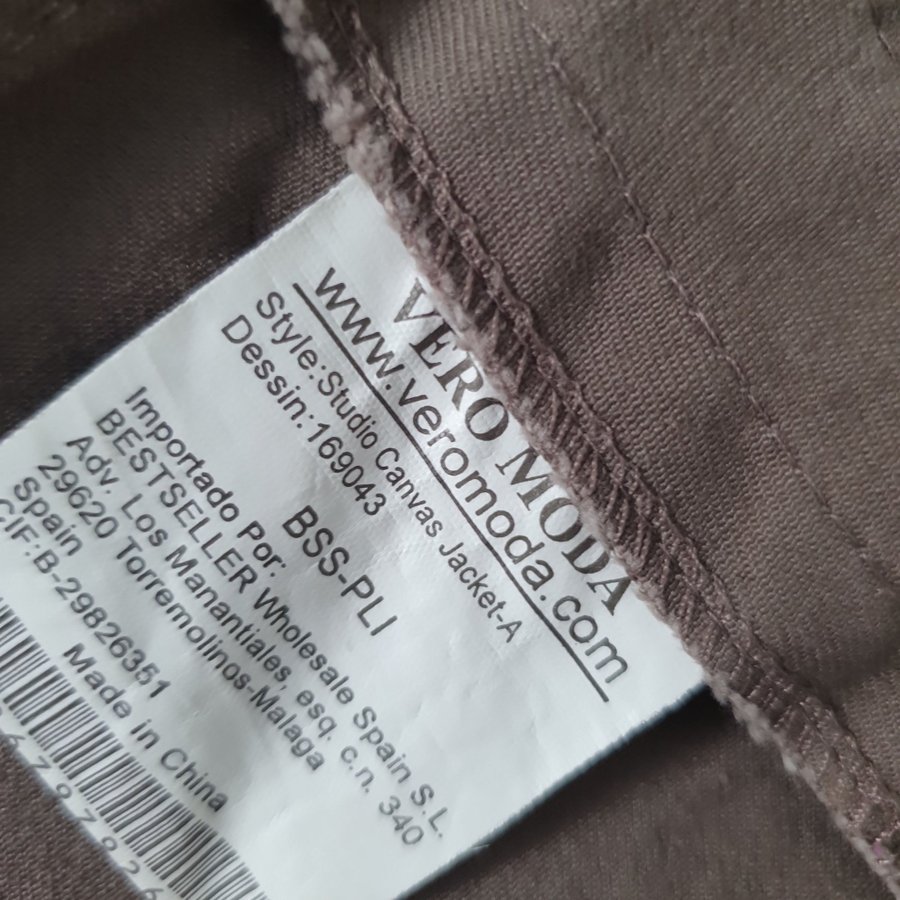 VERO MODA
www.veromoda.com
Style:Studio Canvas Jacket-A
Dessin:169043
BSS-PLI
Importado Por:
BESTSELLER Wholesale Spain S.L.
Adv. Los Manantiales, esq. c.n. 340
29620 Torremolinos-Malaga
Spain
CIF:B-29826351
Made in China